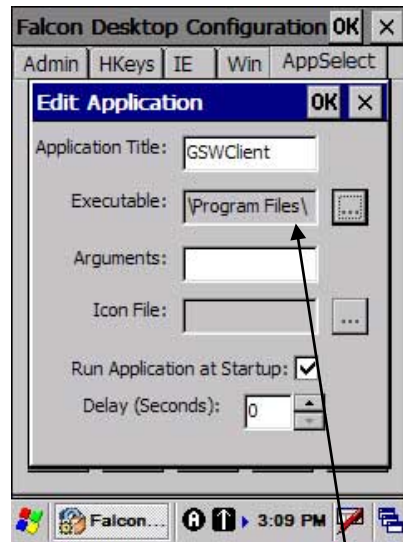 Falcon Desktop Configuration OK ×
Admin HKeys IE Win AppSelect
Edit Application OK ×
Application Title: GSWClient
Executable: \Program Files\ ...
Arguments:
Icon File: ...
Run Application at Startup:
Delay (Seconds): 0
Falcon... 3:09 PM